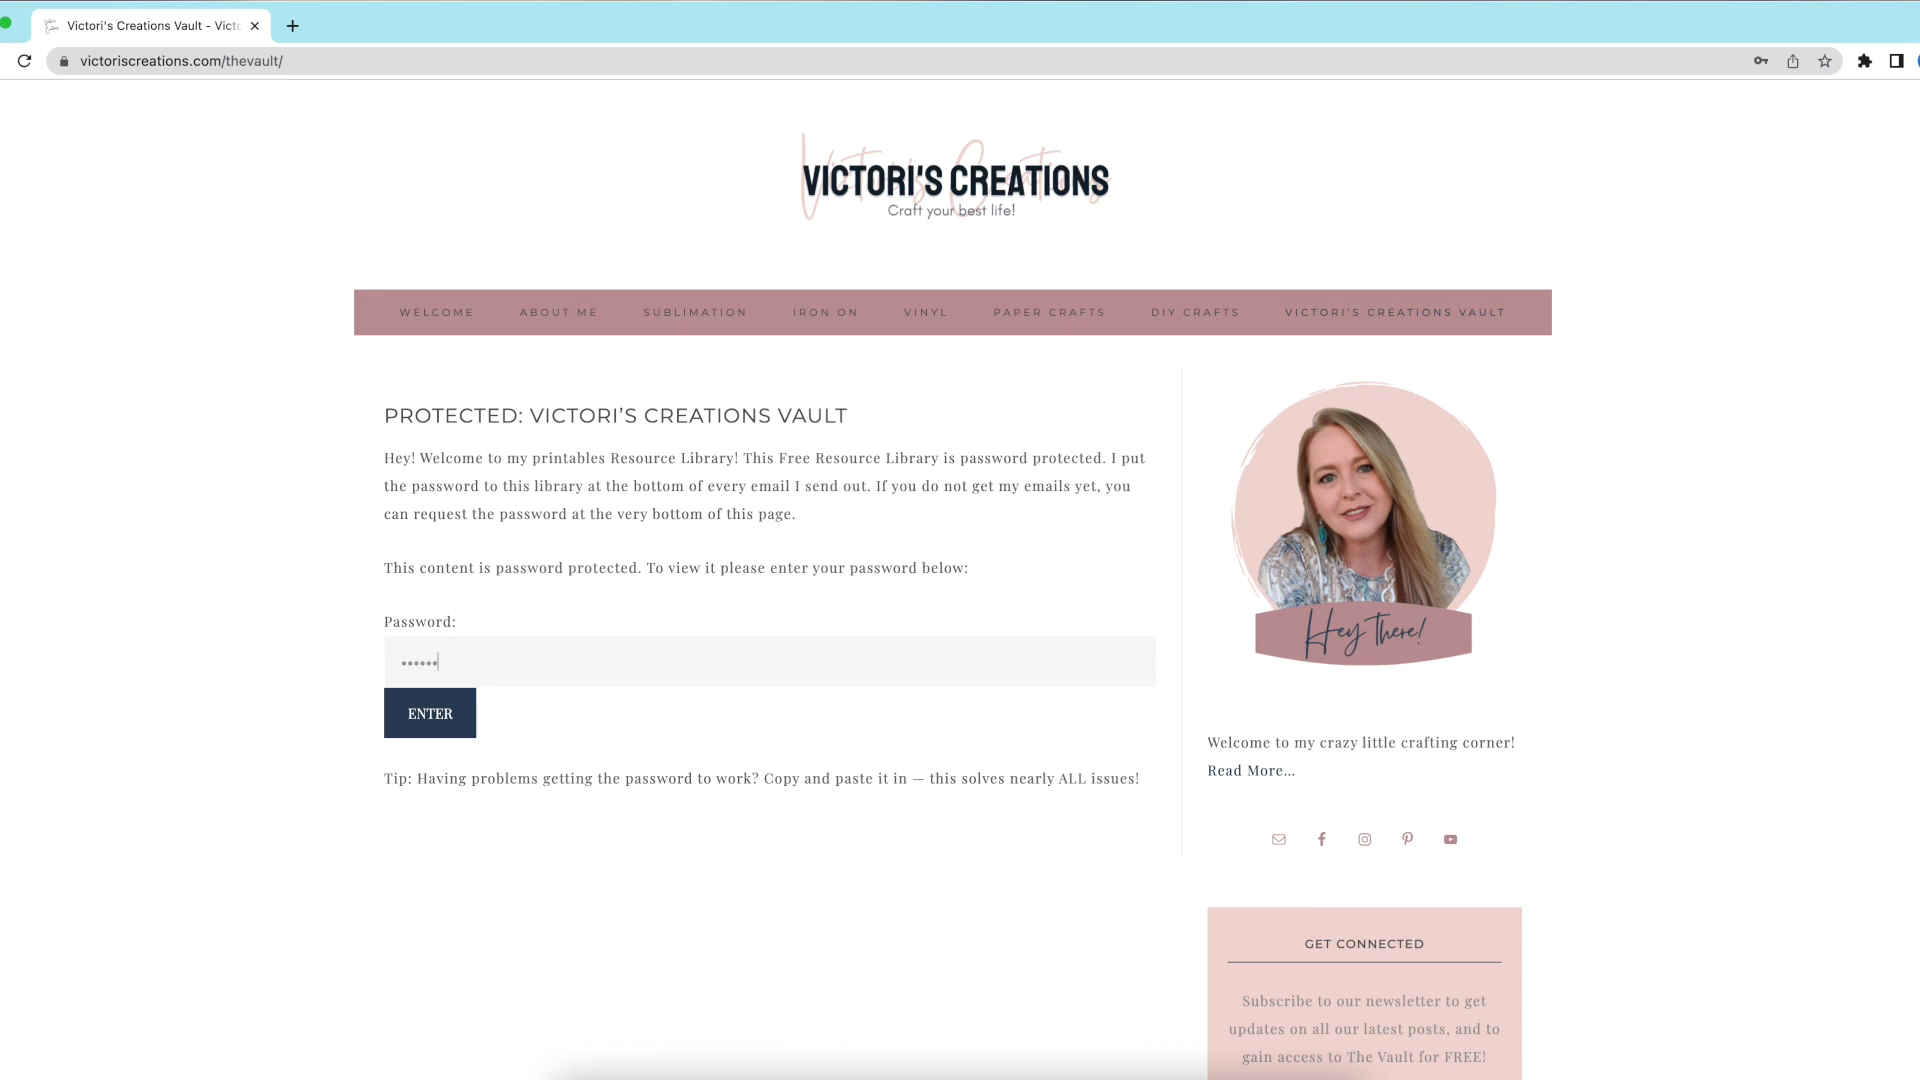 Victori's Creations Vault - Victo
victoriscreations.com/thevault/
Victori's Creations
VICTORI'S CREATIONS
Craft your best life!
WELCOME ABOUT ME SUBLIMATION IRON ON VINYL PAPER CRAFTS DIY CRAFTS VICTORI'S CREATIONS VAULT
PROTECTED: VICTORI'S CREATIONS VAULT
Hey! Welcome to my printables Resource Library! This Free Resource Library is password protected. I put
the password to this library at the bottom of every email I send out. If you do not get my emails yet, you
can request the password at the very bottom of this page.
This content is password protected. To view it please enter your password below:
Password:
••••••
ENTER
Tip: Having problems getting the password to work? Copy and paste it in — this solves nearly ALL issues!
Hey There!
Welcome to my crazy little crafting corner!
Read More…
GET CONNECTED
Subscribe to our newsletter to get
updates on all our latest posts, and to
gain access to The Vault for FREE!